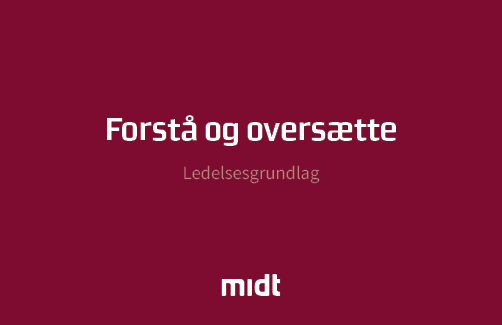 Forstå og oversætte
Ledelsesgrundlag
midt